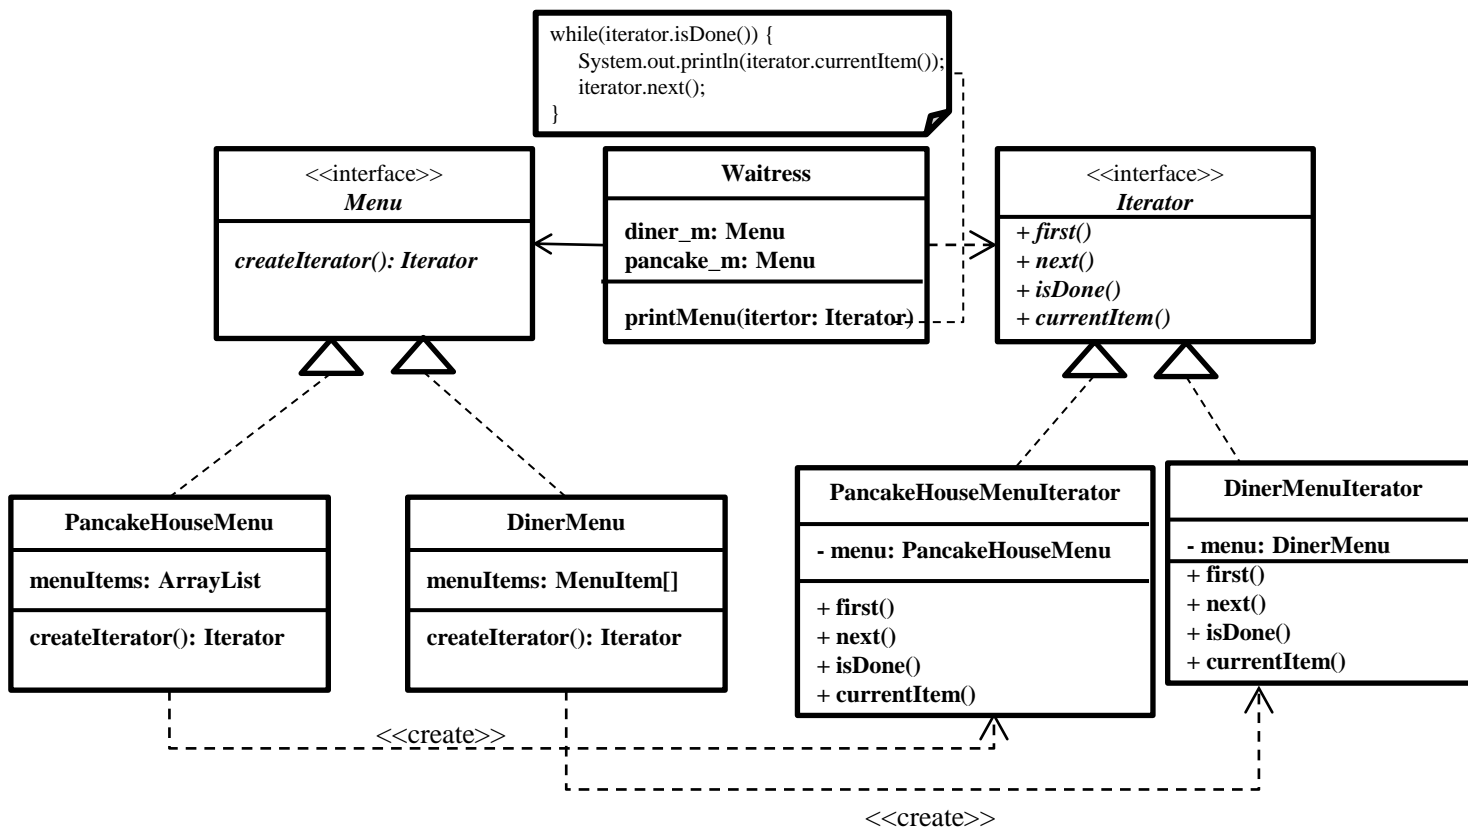 while(iterator.isDone()) {
System.out.println(iterator.currentItem());
iterator.next();
}
<<interface>>
Menu
createIterator(): Iterator
Waitress
diner_m: Menu
pancake_m: Menu
printMenu(itertor: Iterator)
<<interface>>
Iterator
+ first()
+ next()
+ isDone()
+ currentItem()
PancakeHouseMenu
menuItems: ArrayList
createIterator(): Iterator
DinerMenu
menuItems: MenuItem[]
createIterator(): Iterator
PancakeHouseMenuIterator
- menu: PancakeHouseMenu
+ first()
+ next()
+ isDone()
+ currentItem()
DinerMenuIterator
- menu: DinerMenu
+ first()
+ next()
+ isDone()
+ currentItem()
<<create>>
<<create>>